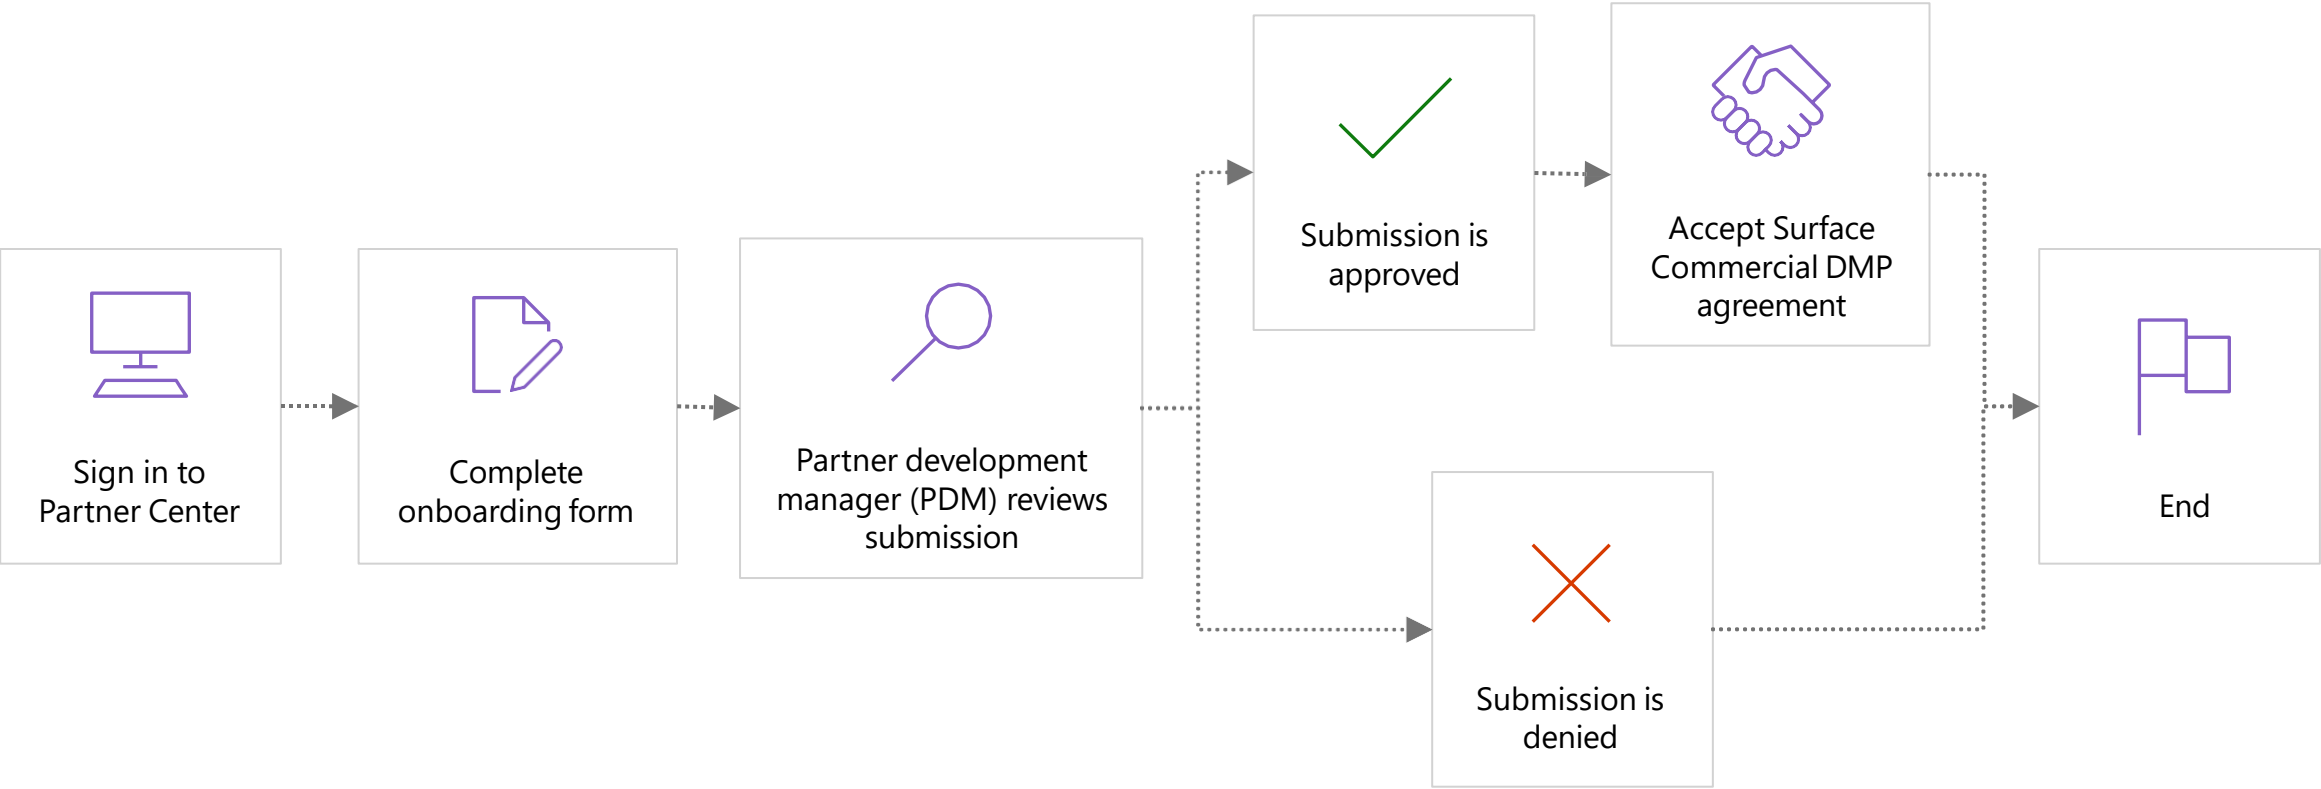 Sign in to
Partner Center
Complete
onboarding form
Partner development
manager (PDM) reviews
submission
Submission is
approved
Accept Surface
Commercial DMP
agreement
Submission is
denied
End